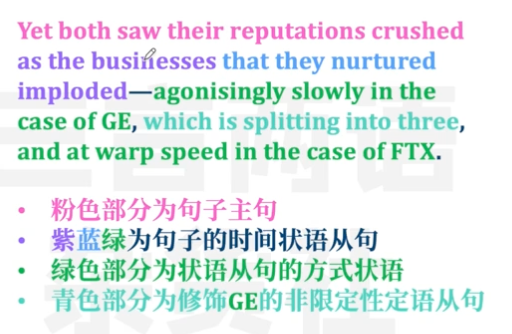 Yet both saw their reputations crushed
as the businesses that they nurtured
imploded—agonisingly slowly in the
case of GE, which is splitting into three,
and at warp speed in the case of FTX.
• 粉色部分为句子主句
• 紫蓝绿为句子的时间状语从句
• 绿色部分为状语从句的方式状语
• 青色部分为修饰GE的非限定性定语从句